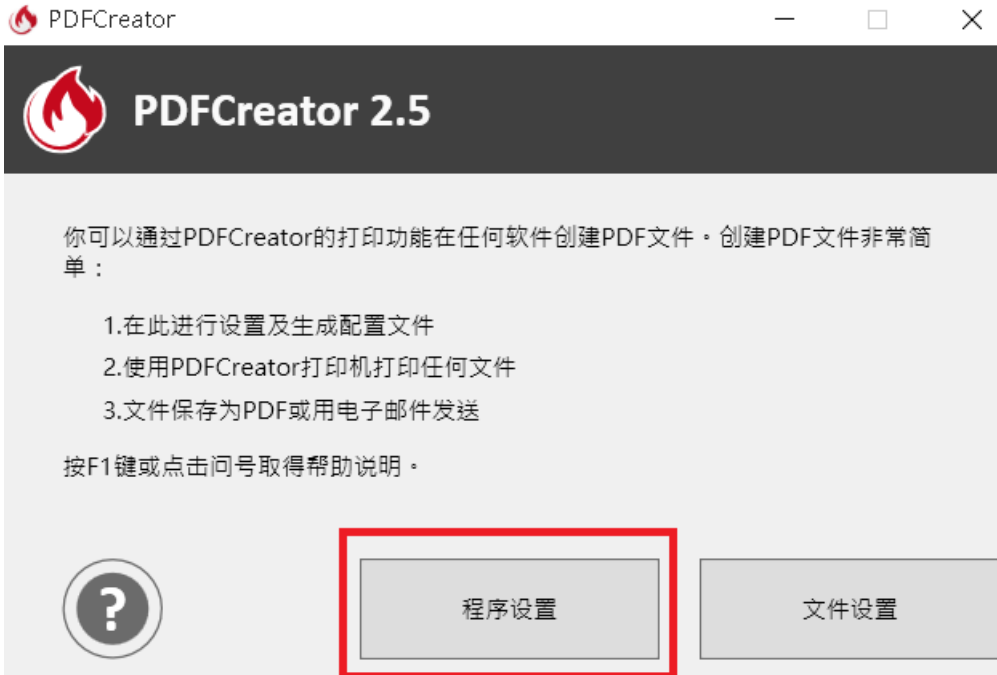 PDFCreator
PDFCreator 2.5
你可以通过PDFCreator的打印功能在任何软件创建PDF文件。创建PDF文件非常简
单：
1.在此进行设置及生成配置文件
2.使用PDFCreator打印机打印任何文件
3.文件保存为PDF或用电子邮件发送
按F1键或点击问号取得帮助说明。
?
程序设置
文件设置